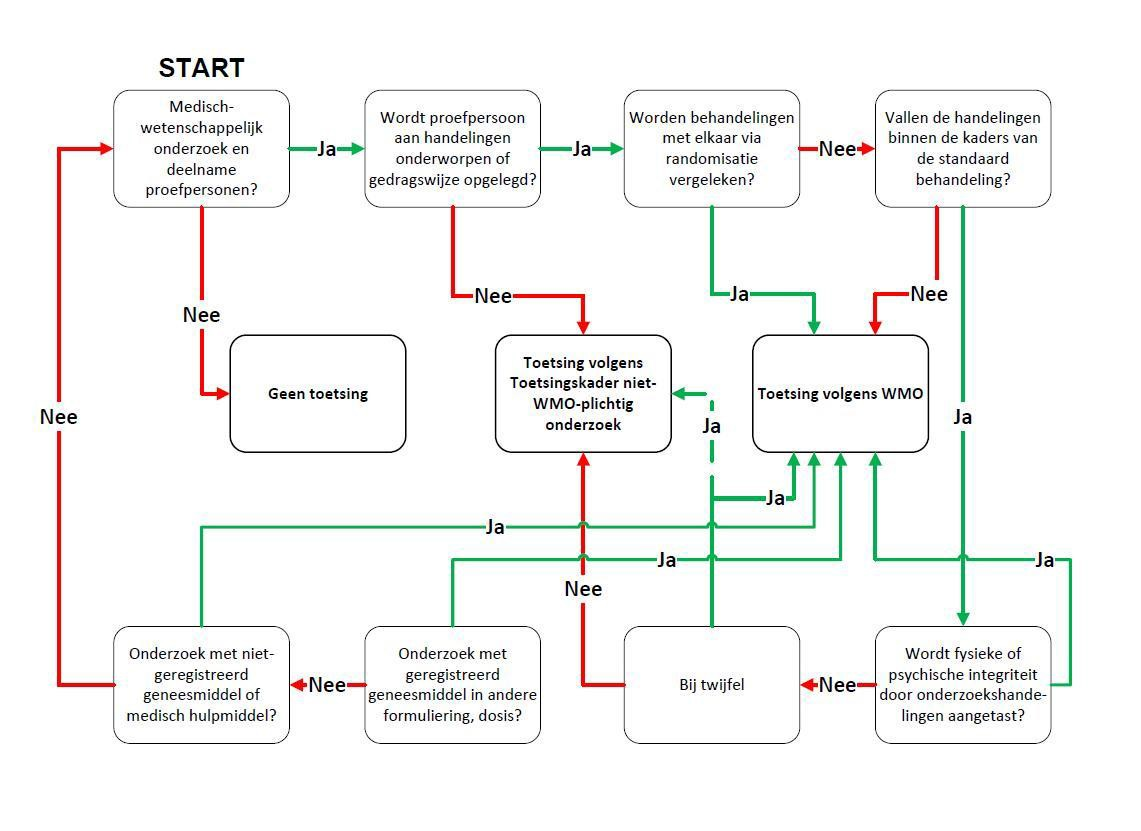 START
Medisch-
wetenschappelijk
onderzoek en
deelname
proefpersonen?
Ja
Wordt proefpersoon
aan handelingen
onderworpen of
gedragswijze opgelegd?
Ja
Worden behandelingen
met elkaar via
randomisatie
vergeleken?
Nee
Vallen de handelingen
binnen de kaders van
de standaard
behandeling?
Nee
Nee
Ja
Nee
Geen toetsing
Toetsing volgens
Toetsingskader niet-
WMO-plichtig
onderzoek
Toetsing volgens WMO
Nee
Ja
Ja
Ja
Ja
Ja
Ja
Nee
Onderzoek met niet-
geregistreerd
geneesmiddel of
medisch hulpmiddel?
Nee
Onderzoek met
geregistreerd
geneesmiddel in andere
formulering, dosis?
Bij twijfel
Nee
Wordt fysieke of
psychische integriteit
door onderzoekshande-
lingen aangetast?